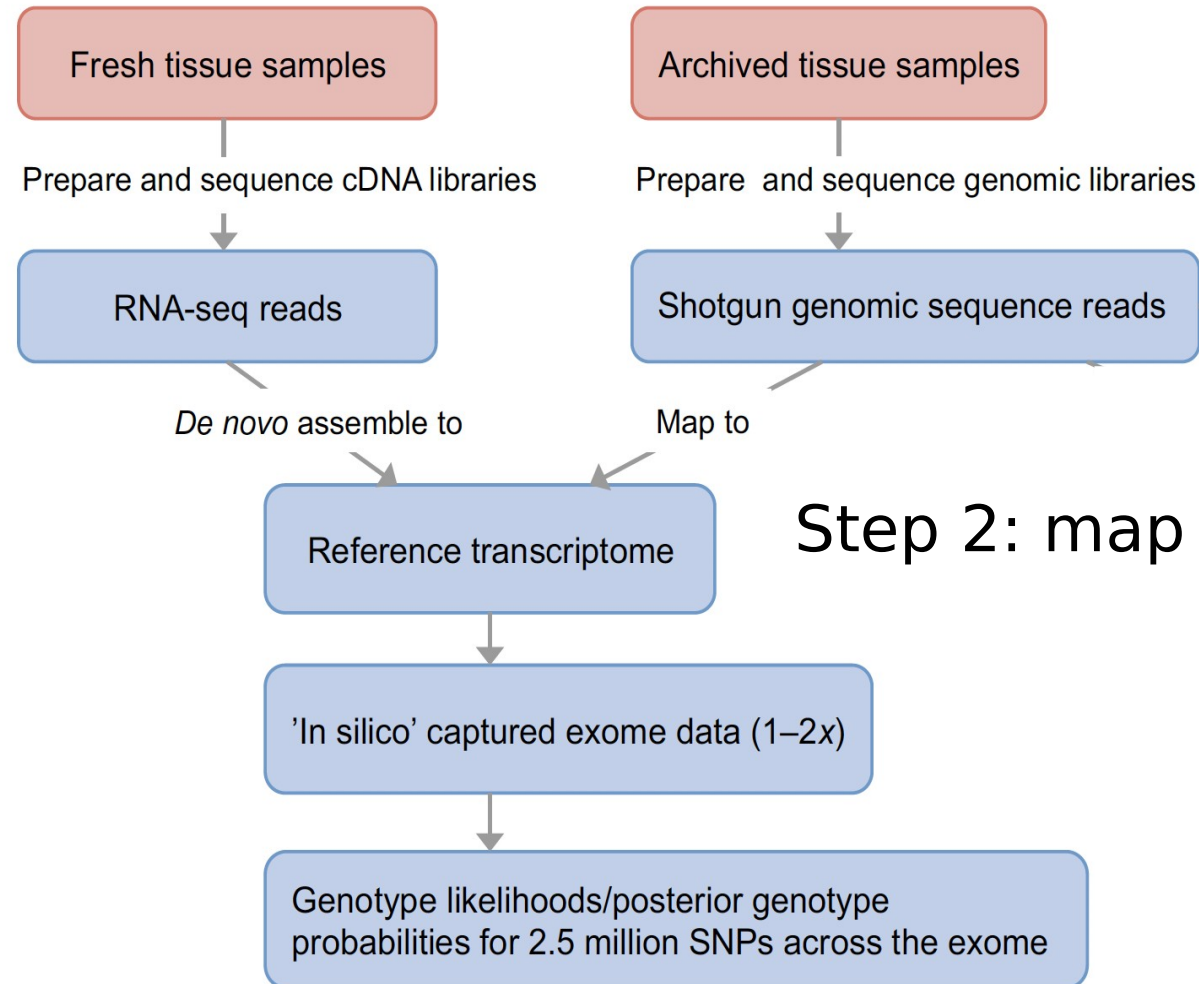 Fresh tissue samples
Archived tissue samples
Prepare and sequence cDNA libraries
Prepare and sequence genomic libraries
RNA-seq reads
Shotgun genomic sequence reads
De novo assemble to
Map to
Reference transcriptome
Step 2: map
’In silico’ captured exome data (1–2x)
Genotype likelihoods/posterior genotype
probabilities for 2.5 million SNPs across the exome